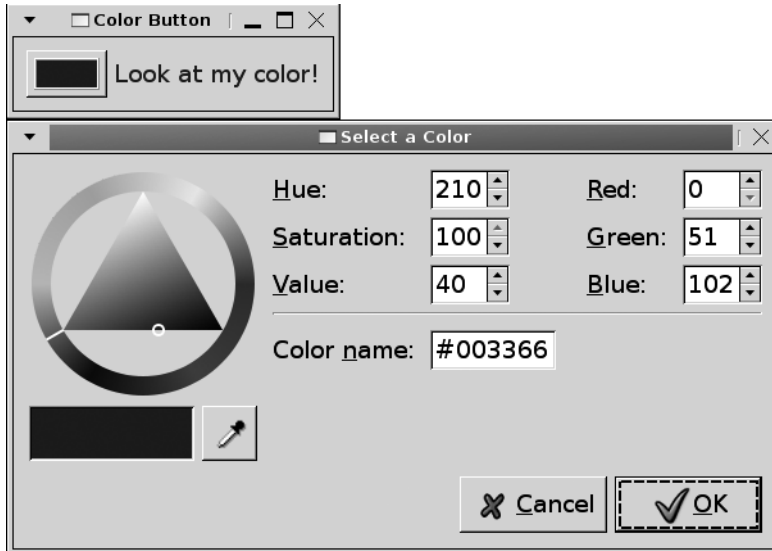 Color Button
Look at my color!
Select a Color
Hue: 210 Red: 0
Saturation: 100 Green: 51
Value: 40 Blue: 102
Color name: #003366
Cancel OK